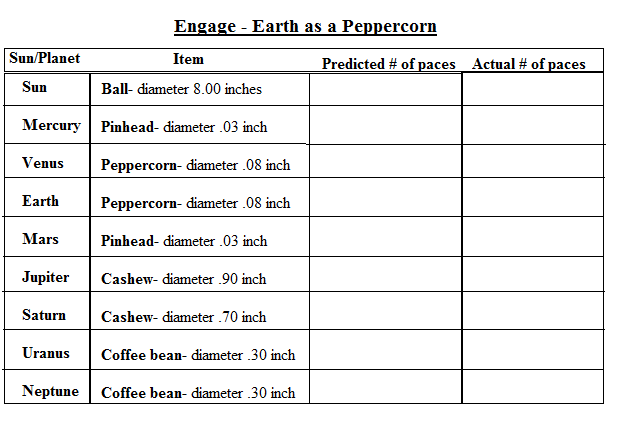 Engage - Earth as a Peppercorn
Sun/Planet Item Predicted # of paces Actual # of paces
Sun Ball- diameter 8.00 inches
Mercury Pinhead- diameter .03 inch
Venus Peppercorn- diameter .08 inch
Earth Peppercorn- diameter .08 inch
Mars Pinhead- diameter .03 inch
Jupiter Cashew- diameter .90 inch
Saturn Cashew- diameter .70 inch
Uranus Coffee bean- diameter .30 inch
Neptune Coffee bean- diameter .30 inch